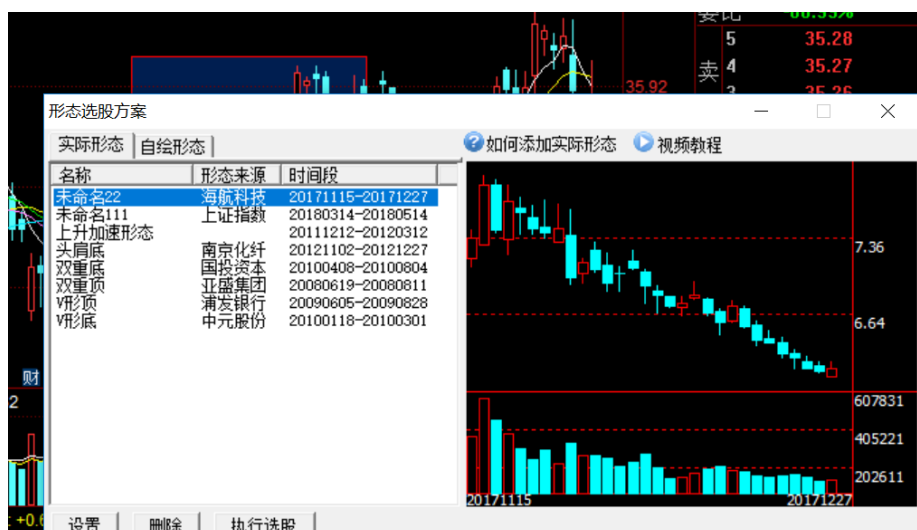 委比
5 35.28
卖 4 35.27
3 35.26
35.92
形态选股方案
实际形态 自绘形态 如何添加实际形态 视频教程
名称 形态来源 时间段
未命名22 海航科技 20171115-20171227
未命名111 上证指数 20180314-20180514
上升加速形态 20111212-20120312
头肩底 南京化纤 20121102-20121227
双重底 国投资本 20100408-20100804
双重顶 亚盛集团 20080619-20080811
V形顶 浦发银行 20090605-20090828
V形底 中元股份 20100118-20100301
7.36
6.64
财
2
607831
405221
202611
20171115 20171227
设置 删除 执行选股